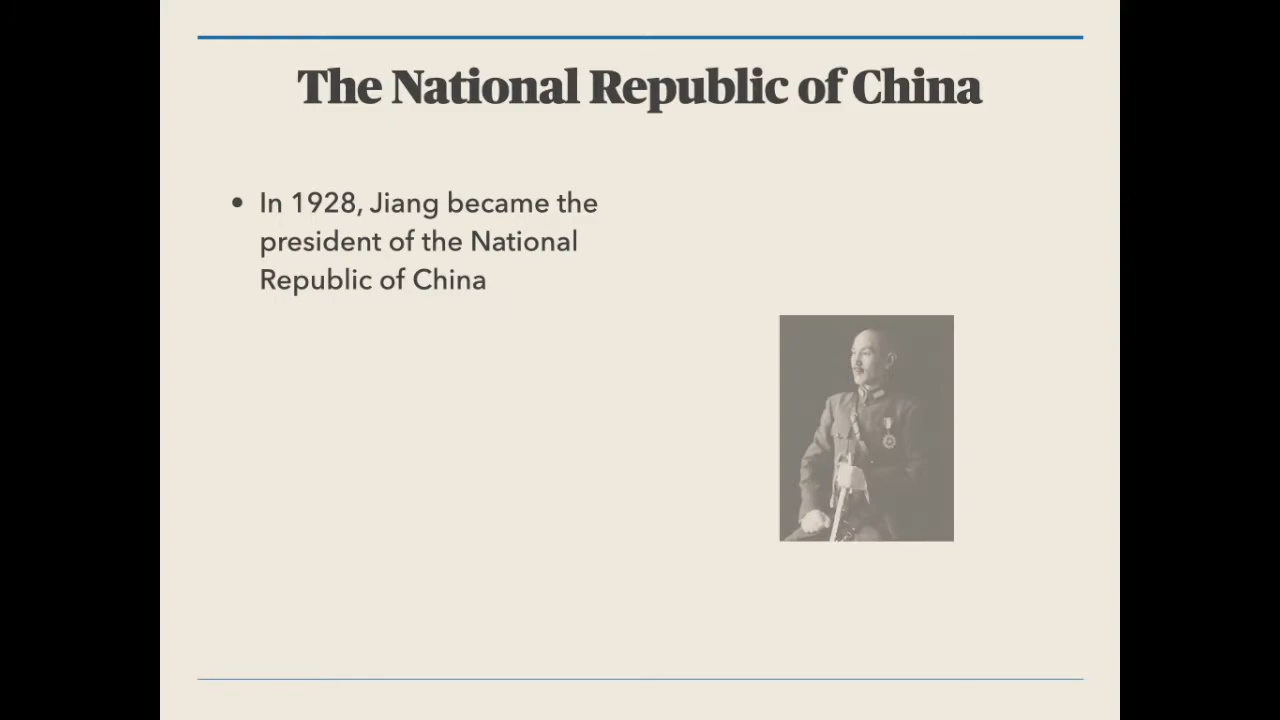 The National Republic of China
• In 1928, Jiang became the
president of the National
Republic of China